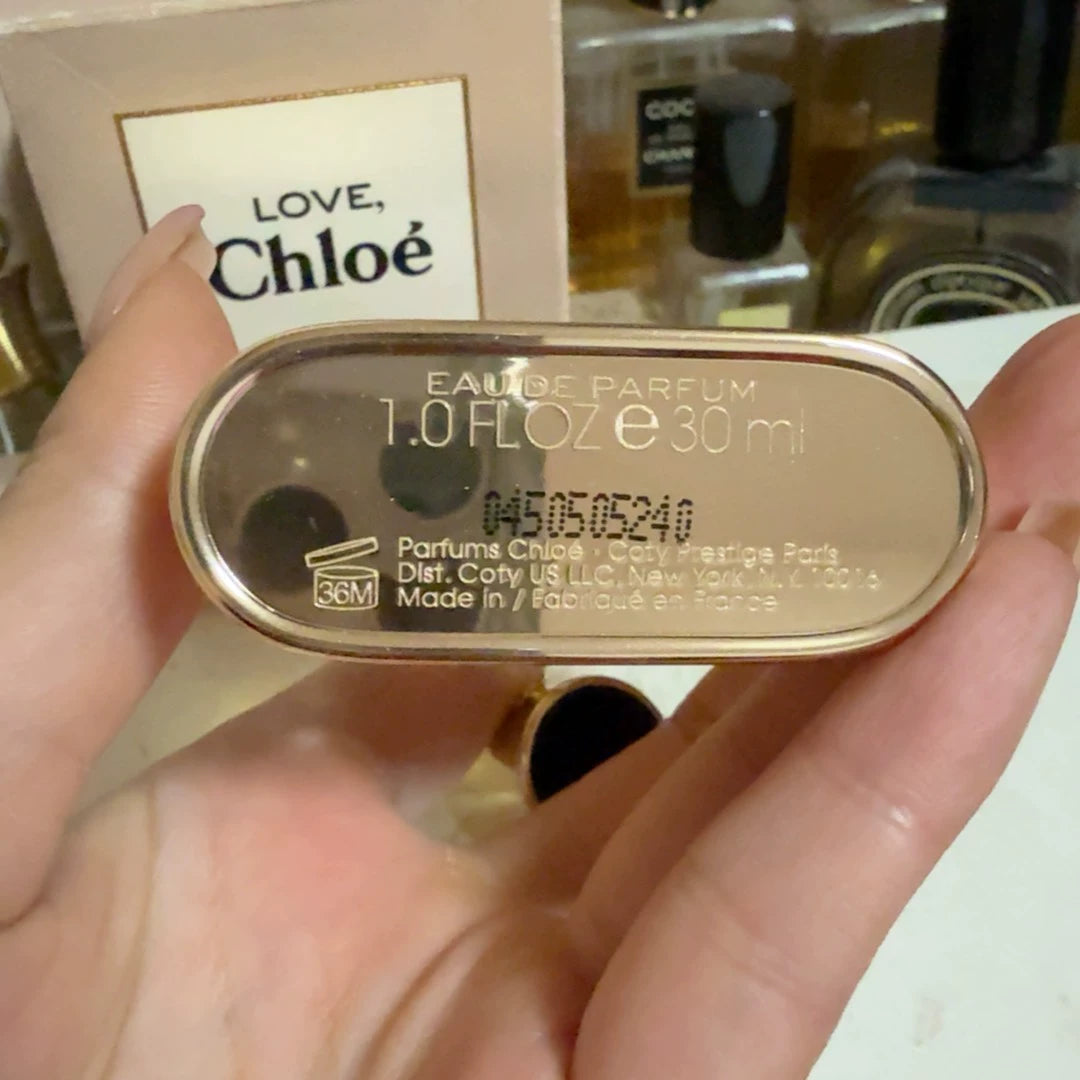 LOVE,
Chloé
EAU DE PARFUM
1.0 FL OZ e 30 ml
0450505240
36M
Parfums Chloé · Coty Prestige Paris
Dist. Coty US LLC, New York, N.Y. 10016
Made in / Fabriqué en France